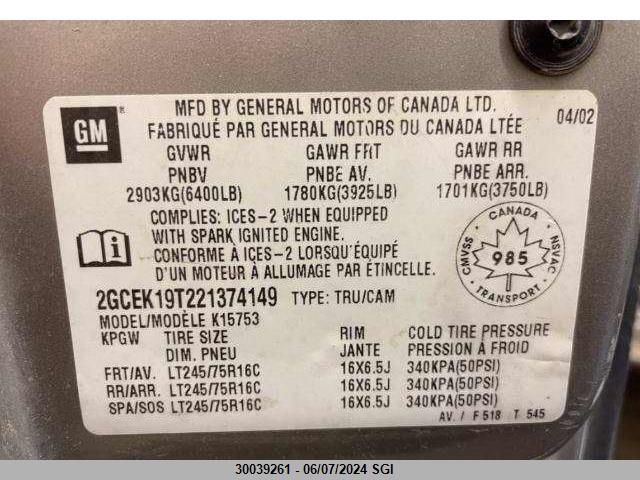 MFD BY GENERAL MOTORS OF CANADA LTD.
04/02
GM ®
FABRIQUÉ PAR GENERAL MOTORS DU CANADA LTÉE
GVWR GAWR FRT GAWR RR
PNBV PNBE AV. PNBE ARR.
2903KG(6400LB) 1780KG(3925LB) 1701KG(3750LB)
COMPLIES: ICES-2 WHEN EQUIPPED
WITH SPARK IGNITED ENGINE.
CONFORME À ICES-2 LORSQU'ÉQUIPÉ
D'UN MOTEUR À ALLUMAGE PAR ÉTINCELLE.
i
CANADA
CMVSS 985 NSVAC
TRANSPORT
2GCEK19T221374149 TYPE: TRU/CAM
MODEL/MODÈLE K15753
KPGW TIRE SIZE RIM COLD TIRE PRESSURE
DIM. PNEU JANTE PRESSION À FROID
FRT/AV. LT245/75R16C 16X6.5J 340KPA(50PSI)
RR/ARR. LT245/75R16C 16X6.5J 340KPA(50PSI)
SPA/SOS LT245/75R16C 16X6.5J 340KPA(50PSI)
AV. / F 518 T 545
30039261 - 06/07/2024 SGI